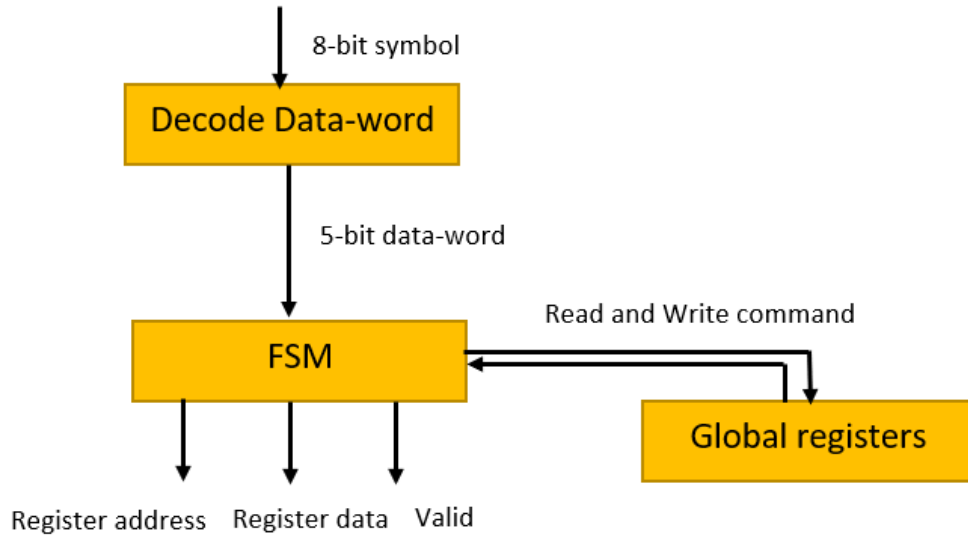 8-bit symbol
Decode Data-word
5-bit data-word
Read and Write command
FSM
Global registers
Register address
Register data
Valid